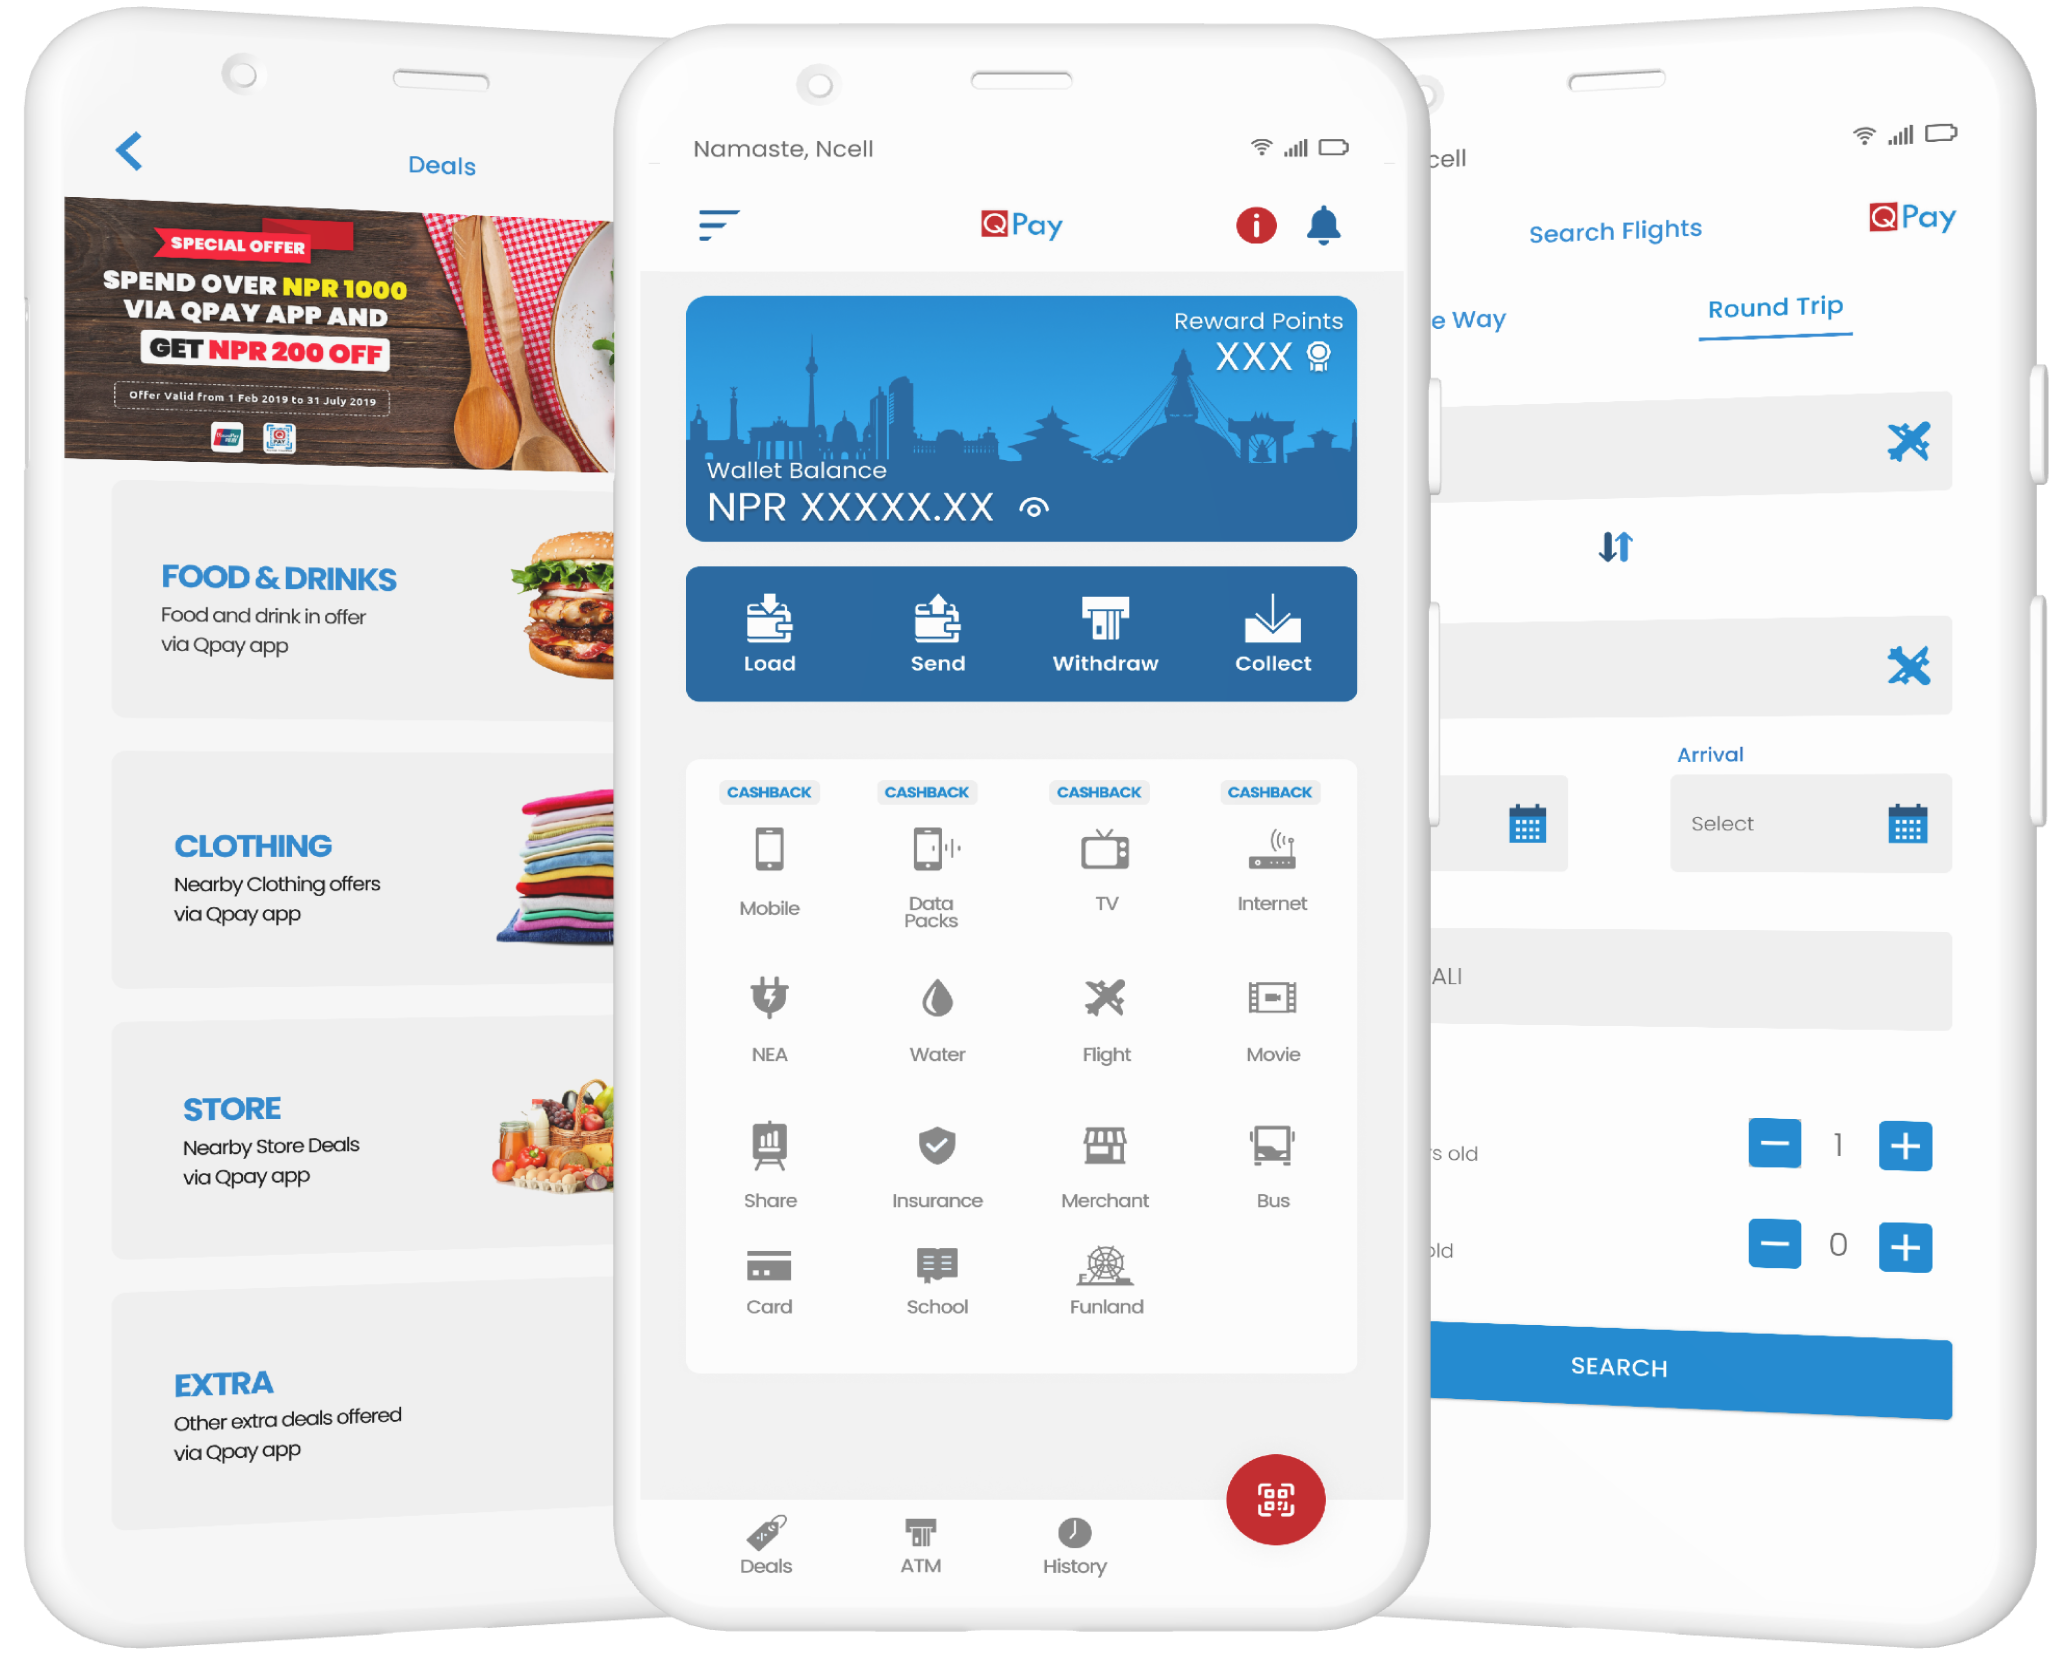 Deals
SPECIAL OFFER
SPEND OVER NPR 1000
VIA QPAY APP AND
GET NPR 200 OFF
Offer Valid from 1 Feb 2019 to 31 July 2019
FOOD & DRINKS
Food and drink in offer
via Qpay app
CLOTHING
Nearby Clothing offers
via Qpay app
STORE
Nearby Store Deals
via Qpay app
EXTRA
Other extra deals offered
via Qpay app
Namaste, Ncell
QPay
Reward Points
XXX
Wallet Balance
NPR XXXXX.XX
Load Send Withdraw Collect
CASHBACK CASHBACK CASHBACK CASHBACK
Mobile Data TV Internet
Packs
NEA Water Flight Movie
Share Insurance Merchant Bus
Card School Funland
Deals ATM History
cell
Search Flights QPay
e Way Round Trip
Arrival
Select
ALl
s old
1
old
0
SEARCH